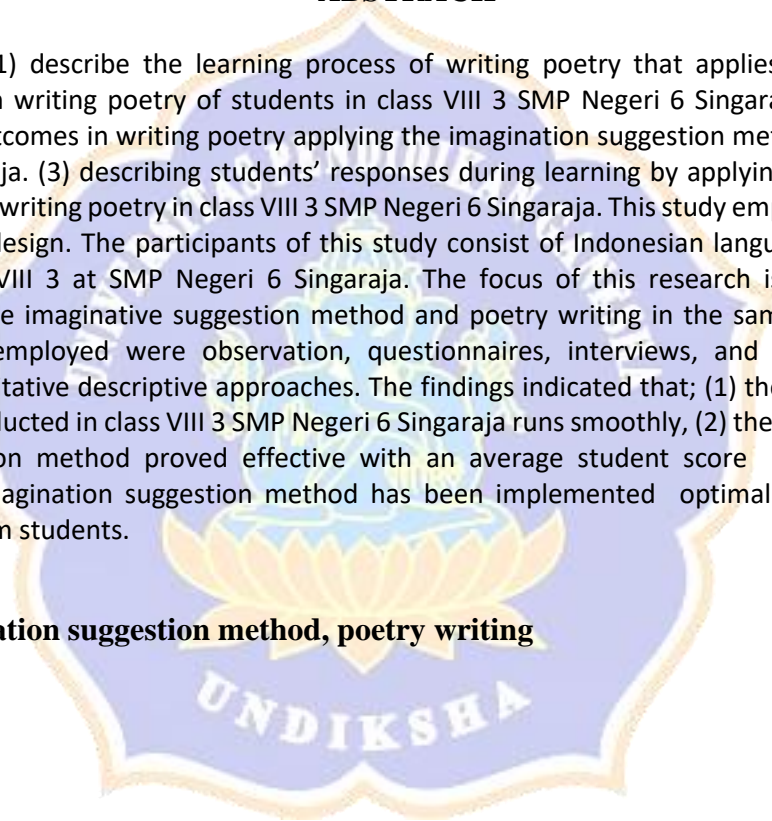 1) describe the learning process of writing poetry that applies
writing poetry of students in class VIII 3 SMP Negeri 6 Singara
tcomes in writing poetry applying the imagination suggestion met
ja. (3) describing students’ responses during learning by applyin
writing poetry in class VIII 3 SMP Negeri 6 Singaraja. This study em
design. The participants of this study consist of Indonesian langu
VIII 3 at SMP Negeri 6 Singaraja. The focus of this research is
e imaginative suggestion method and poetry writing in the sam
employed were observation, questionnaires, interviews, and
tative descriptive approaches. The findings indicated that; (1) the
ducted in class VIII 3 SMP Negeri 6 Singaraja runs smoothly, (2) the
on method proved effective with an average student score
magination suggestion method has been implemented optimal
m students.
ation suggestion method, poetry writing
UNDIKSHA